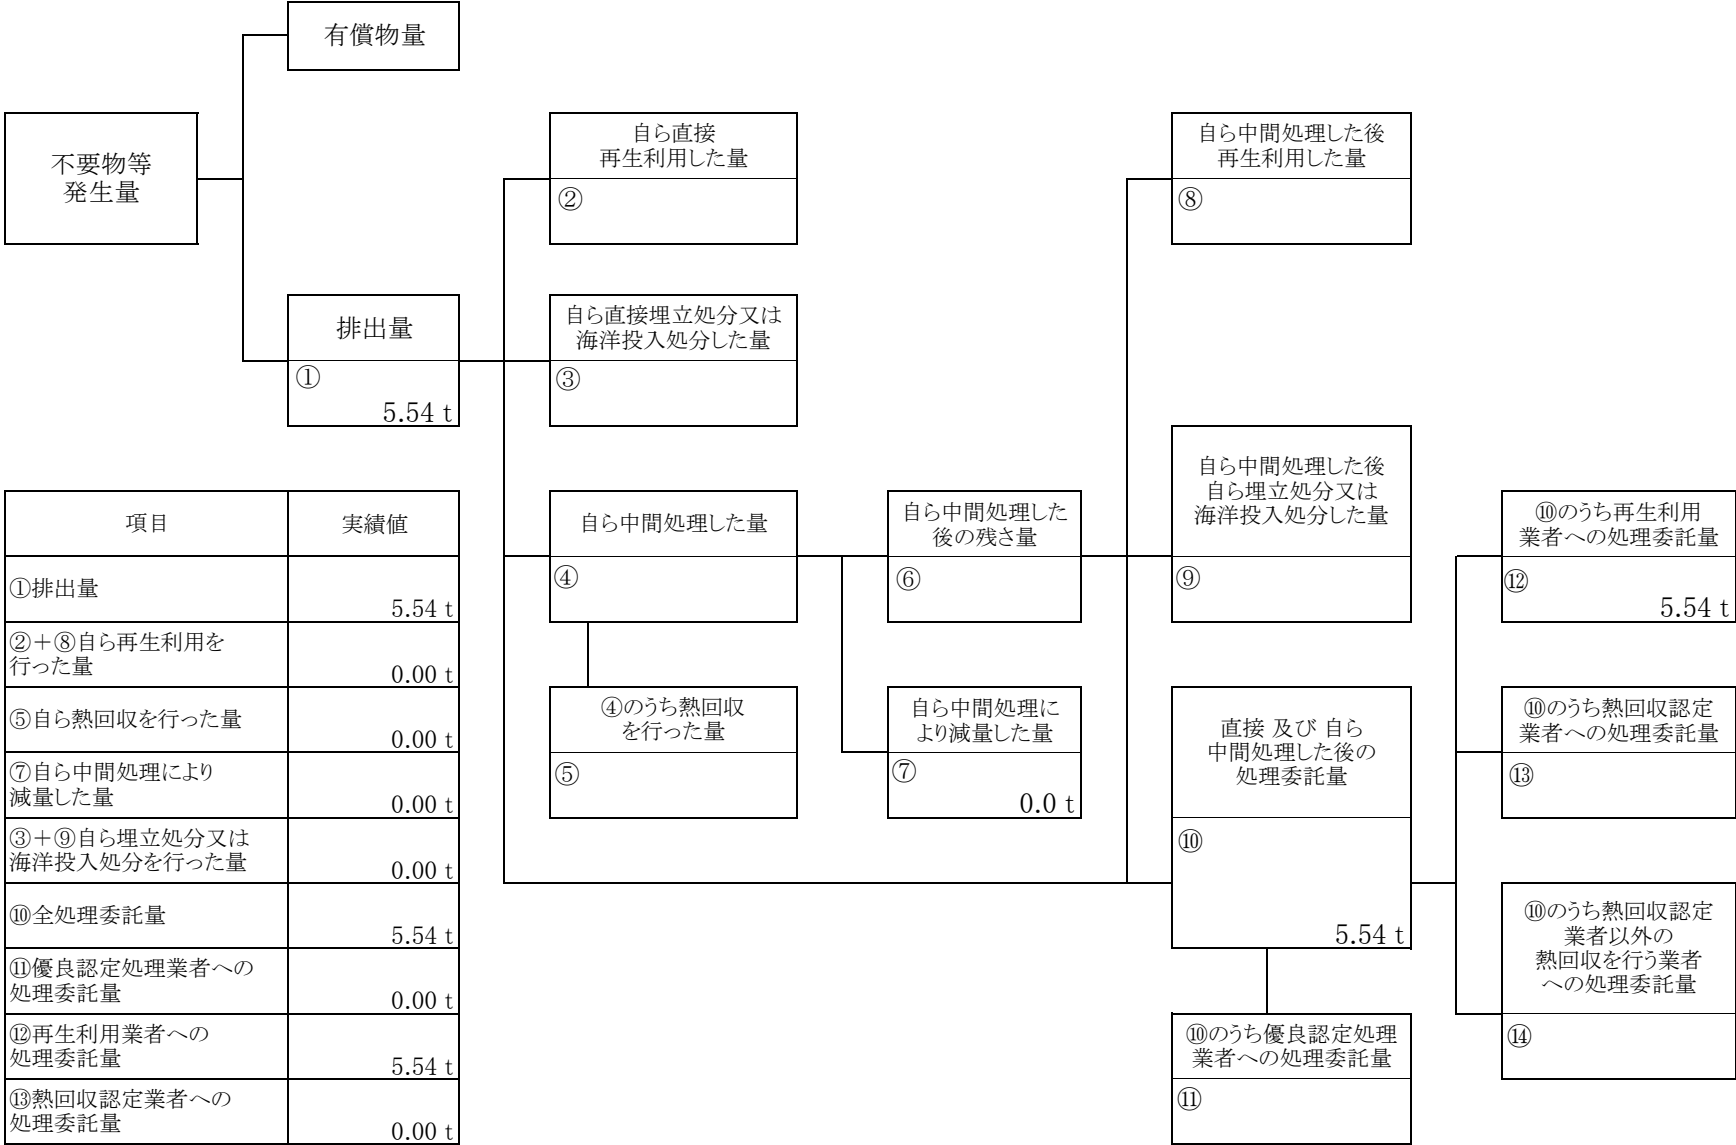 有償物量
不要物等
発生量
自ら直接
再生利用した量
②
自ら中間処理した後
再生利用した量
⑧
排出量
①
5.54 t
自ら直接埋立処分又は
海洋投入処分した量
③
自ら中間処理した量
④
自ら中間処理した
後の残さ量
⑥
自ら中間処理した後
自ら埋立処分又は
海洋投入処分した量
⑨
⑩のうち再生利用
業者への処理委託量
⑫
5.54 t
④のうち熱回収
を行った量
⑤
自ら中間処理に
より減量した量
⑦
0.0 t
直接 及び 自ら
中間処理した後の
処理委託量
⑩
5.54 t
⑩のうち熱回収認定
業者への処理委託量
⑬
⑩のうち熱回収認定
業者以外の
熱回収を行う業者
への処理委託量
⑭
⑩のうち優良認定処理
業者への処理委託量
⑪
項目
実績値
①排出量
5.54 t
②＋⑧自ら再生利用を
行った量
0.00 t
⑤自ら熱回収を行った量
0.00 t
⑦自ら中間処理により
減量した量
0.00 t
③＋⑨自ら埋立処分又は
海洋投入処分を行った量
0.00 t
⑩全処理委託量
5.54 t
⑪優良認定処理業者への
処理委託量
0.00 t
⑫再生利用業者への
処理委託量
5.54 t
⑬熱回収認定業者への
処理委託量
0.00 t